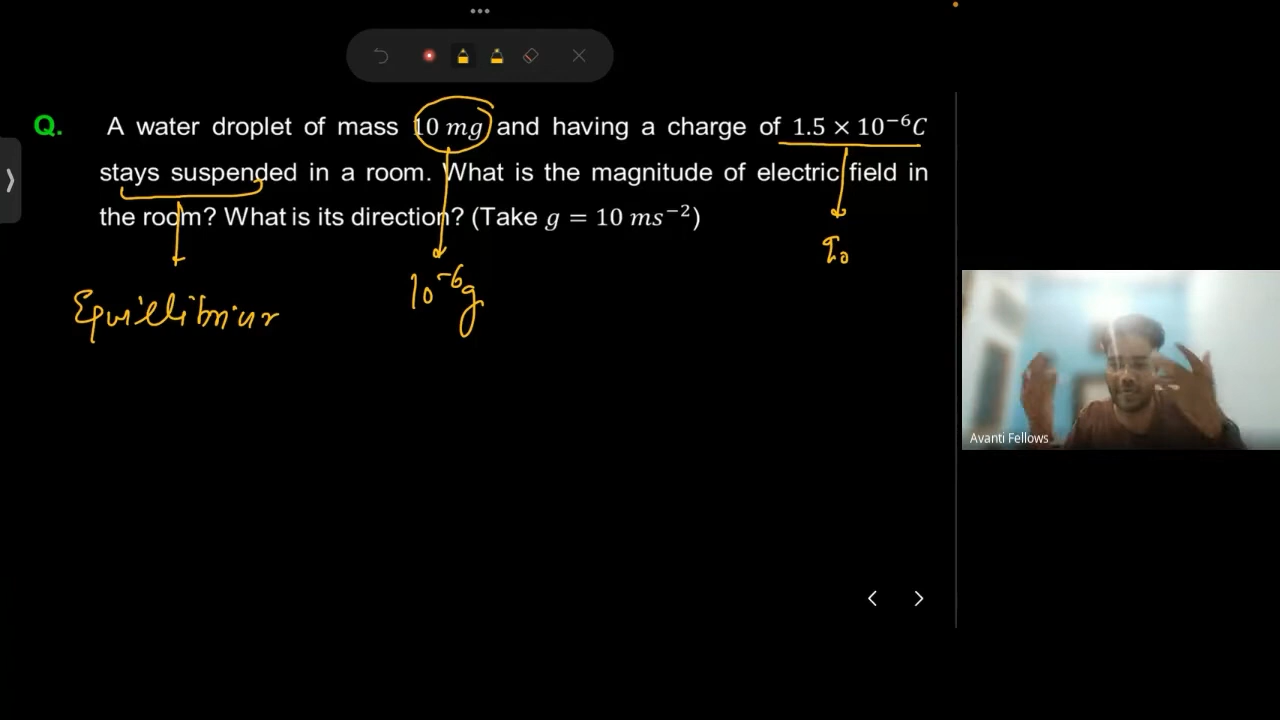 Q. A water droplet of mass 10 mg and having a charge of 1.5 × 10⁻⁶C
stays suspended in a room. What is the magnitude of electric field in
the room? What is its direction? (Take g = 10 ms⁻²)
q₀
10⁻⁶g
Equillibriur
Avanti Fellows